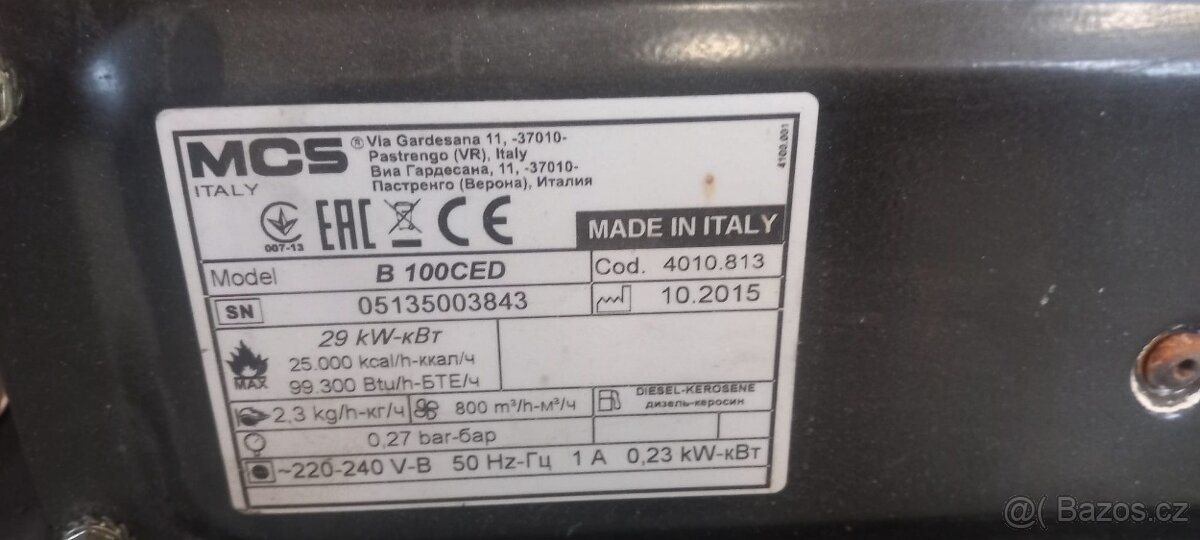 MCS ® Via Gardesana 11, -37010-
Pastrengo (VR), Italy
Виа Гардесана, 11, -37010-
Пастренго (Верона), Италия
ITALY
4100.001
007-13
EAC CE
MADE IN ITALY
Model B 100CED
Cod. 4010.813
SN 05135003843
10.2015
MAX
29 kW-кВт
25.000 kcal/h-ккал/ч
99.300 Btu/h-БТЕ/ч
2,3 kg/h-кг/ч
800 m³/h-м³/ч
DIESEL-KEROSENE
дизель-керосин
0,27 bar-бар
~220-240 V-В 50 Hz-Гц 1 A 0,23 kW-кВт
@( Bazos.cz